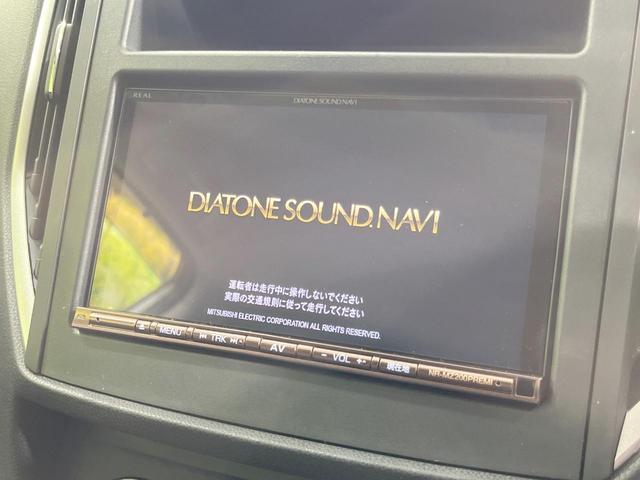 REAL
DIATONE SOUND.NAVI
DIATONE SOUND.NAVI
運転者は走行中に操作しないでください
実際の交通規則に従って走行してください
MITSUBISHI ELECTRIC CORPORATION ALL RIGHTS RESERVED.
MENU TRK AV - VOL + 現在地 NR-MZ200PREMI